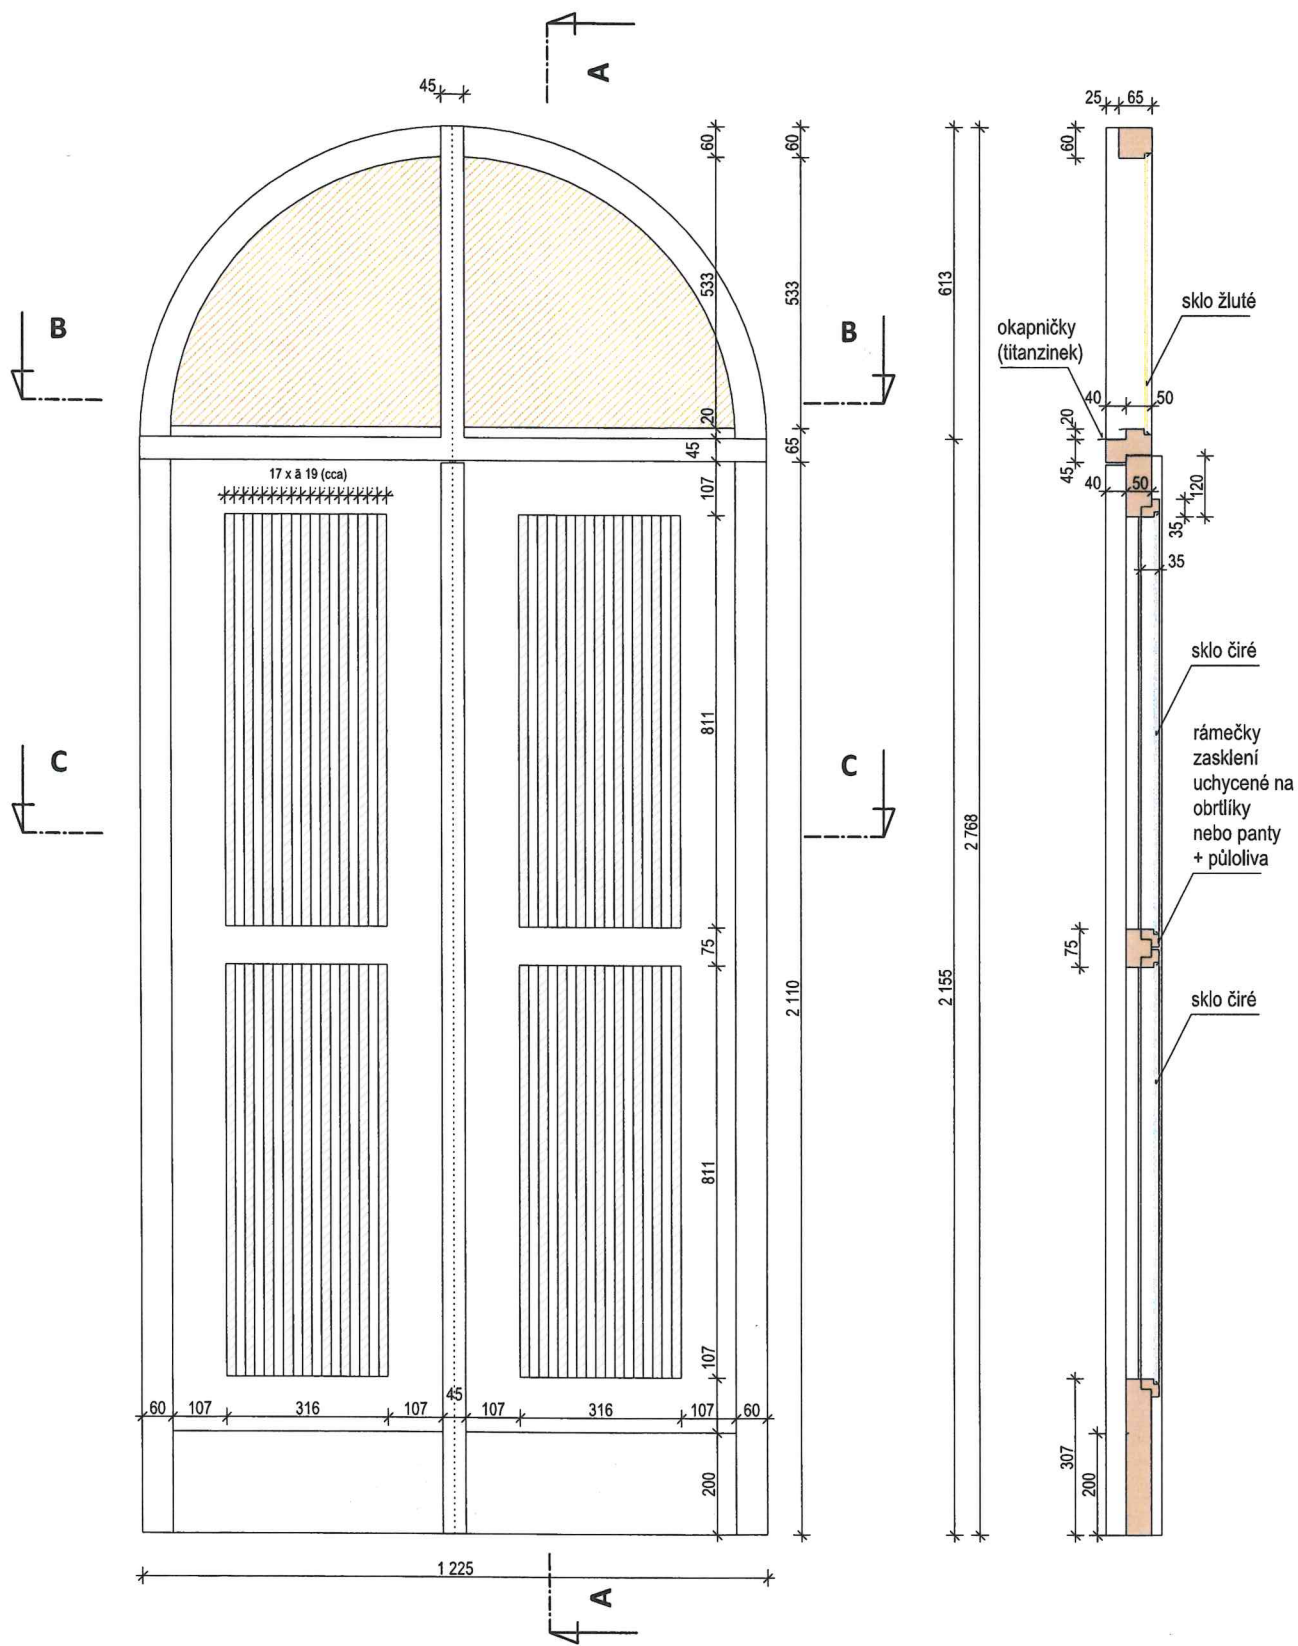 A
45
25
65
60
60
60
533
533
613
sklo žluté
B
B
okapničky
(titanzinek)
40
50
20
20
45
65
45
40
50
120
107
35
35
17 x ā 19 (cca)
811
sklo čiré
C
C
rámečky
zasklení
uchycené na
obrtlíky
nebo panty
+ půloliva
2 768
75
75
2 110
2 155
sklo čiré
811
107
60
107
316
107
45
107
316
107
60
307
200
200
1 225
A